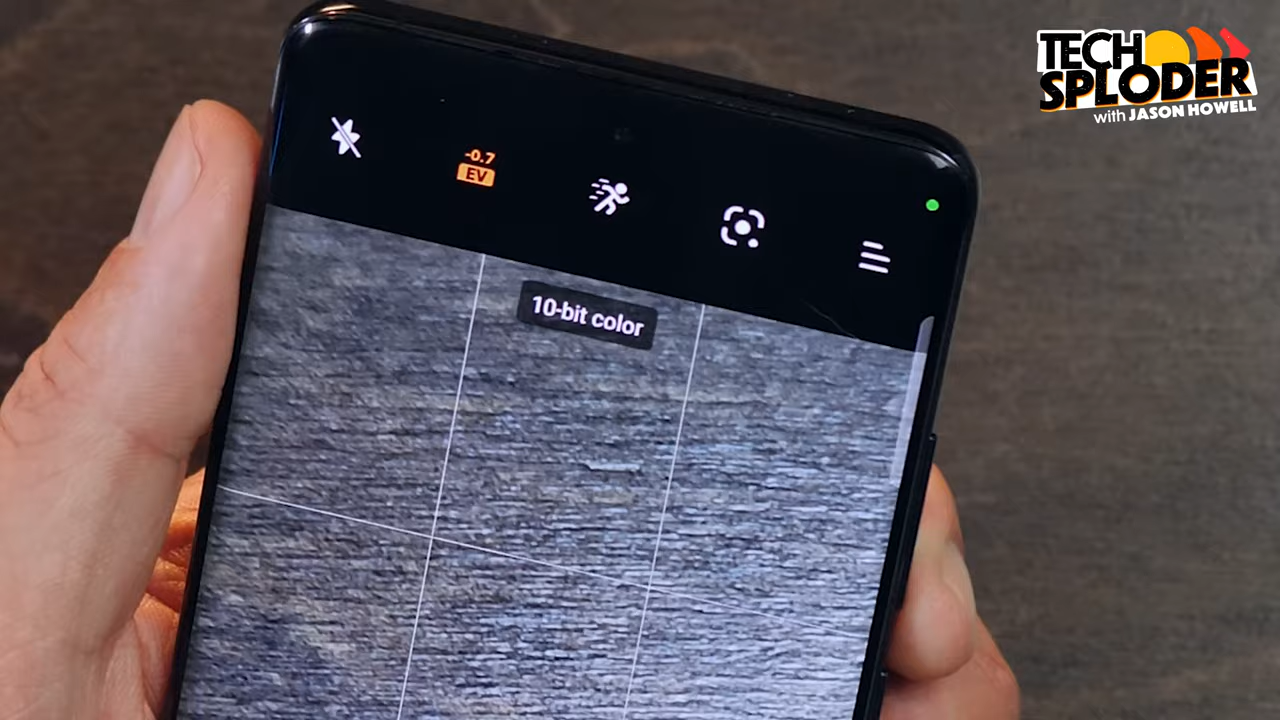 TECH
SPLODER
with JASON HOWELL
-0.7
EV
10-bit color